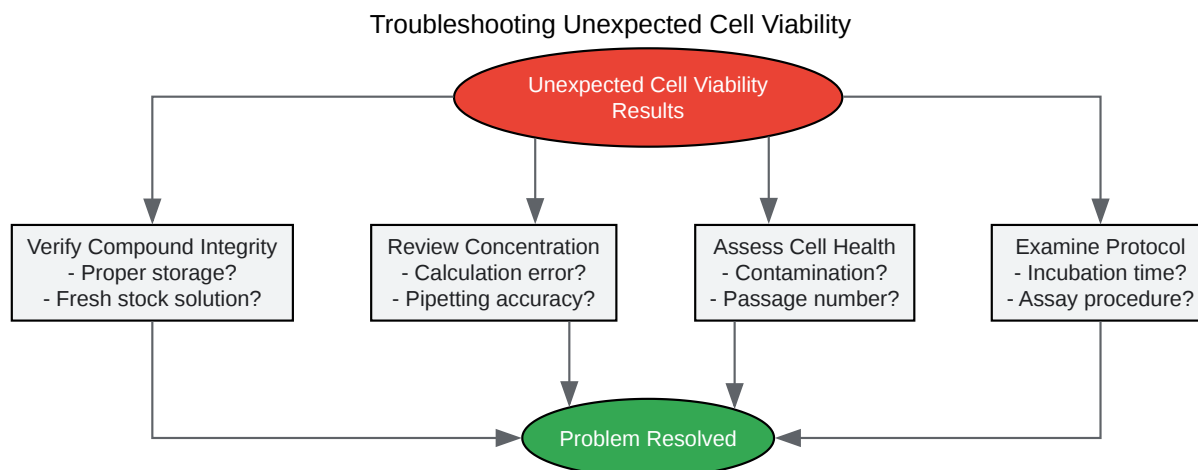 Troubleshooting Unexpected Cell Viability
Unexpected Cell Viability
Results
Verify Compound Integrity
- Proper storage?
- Fresh stock solution?
Review Concentration
- Calculation error?
- Pipetting accuracy?
Assess Cell Health
- Contamination?
- Passage number?
Examine Protocol
- Incubation time?
- Assay procedure?
Problem Resolved